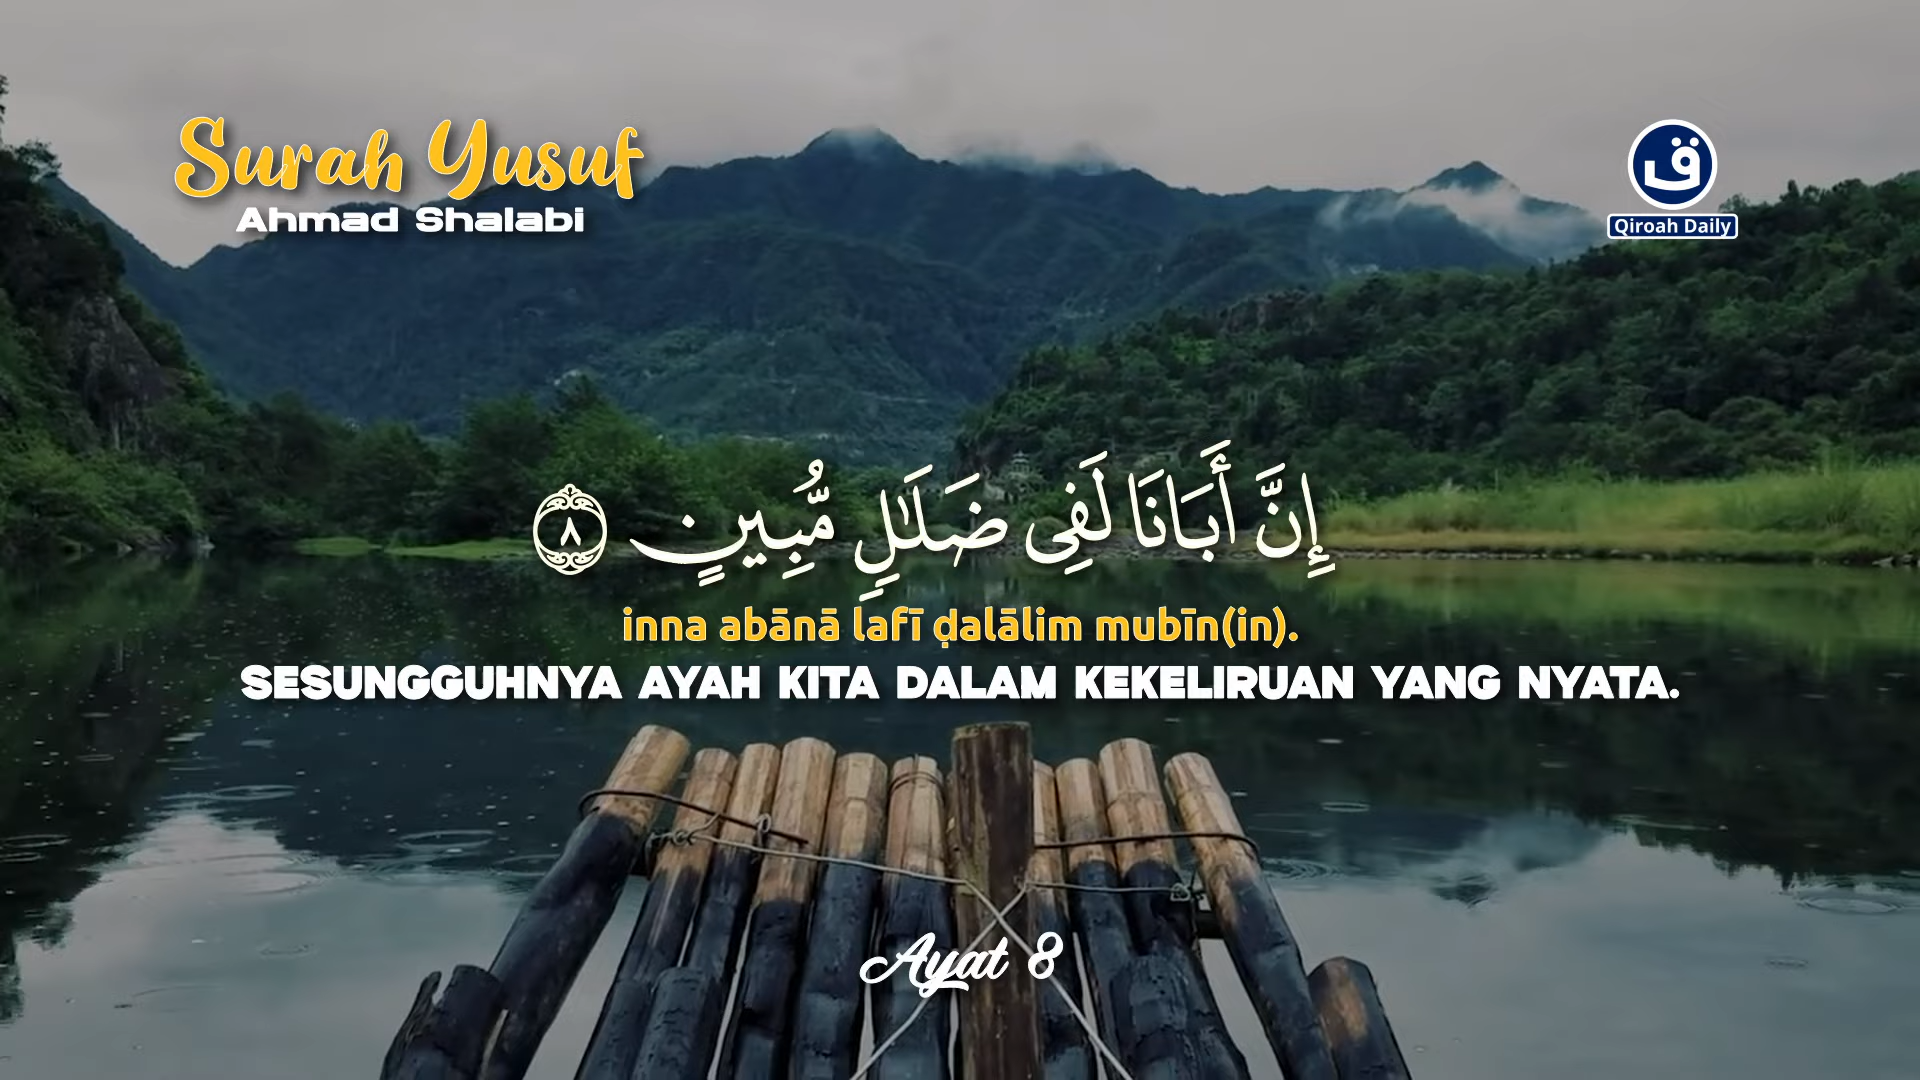 Surah Yusuf
Ahmad Shalabi
ق
Qiroah Daily
إِنَّ أَبَانَا لَفِى ضَلَـٰلٍ مُّبِينٍ ٨
inna abānā lafī ḍalālim mubīn(in).
SESUNGGUHNYA AYAH KITA DALAM KEKELIRUAN YANG NYATA.
Ayat 8